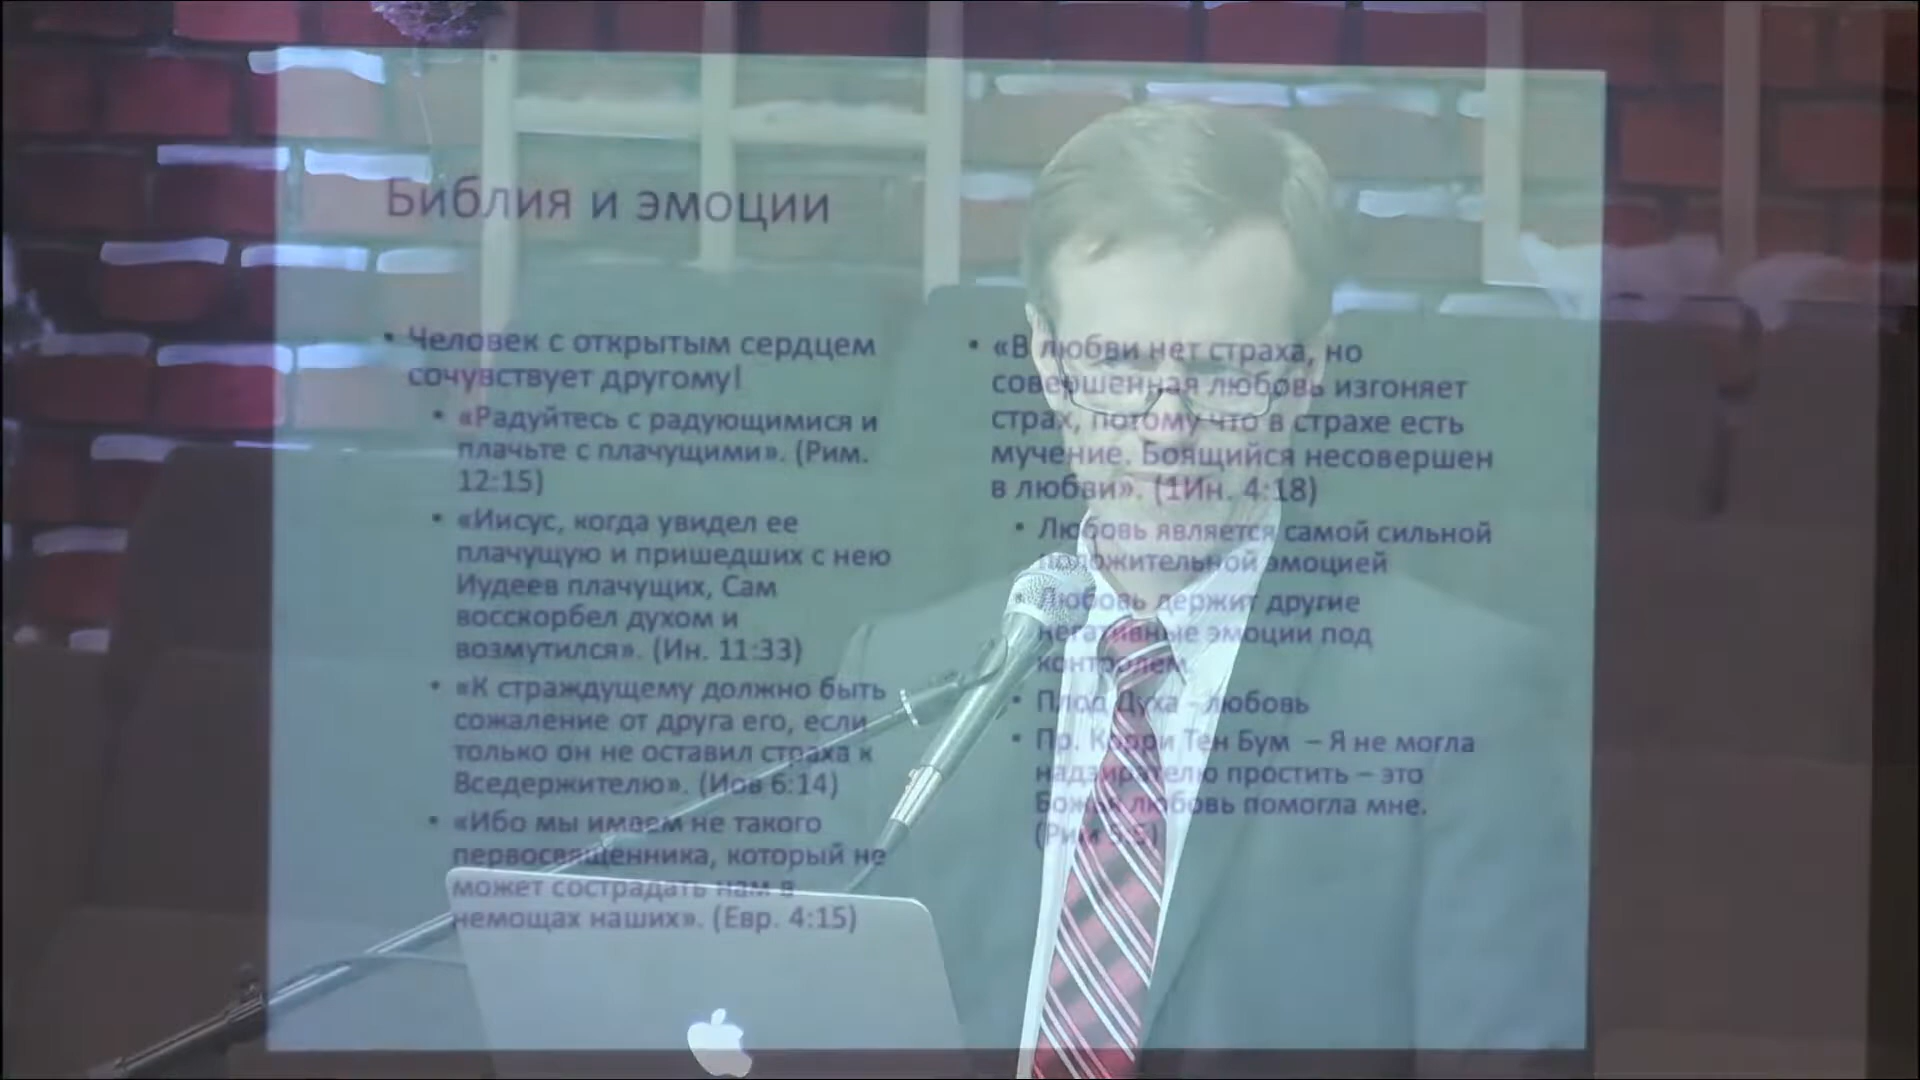 Библия и эмоции
• Человек с открытым сердцем
сочувствует другому!
• «Радуйтесь с радующимися и
плачьте с плачущими». (Рим.
12:15)
• «Иисус, когда увидел ее
плачущую и пришедших с нею
Иудеев плачущих, Сам
восскорбел духом и
возмутился». (Ин. 11:33)
• «К страждущему должно быть
сожаление от друга его, если
только он не оставил страха к
Вседержителю». (Иов 6:14)
• «Ибо мы имеем не такого
первосвященника, который не
может сострадать нам в
немощах наших». (Евр. 4:15)
• «В любви нет страха, но
совершенная любовь изгоняет
страх, потому что в страхе есть
мучение. Боящийся несовершен
в любви». (1Ин. 4:18)
• Любовь является самой сильной
положительной эмоцией
• Любовь держит другие
негативные эмоции под
контролем.
• Плод Духа - любовь
• Пр. Корри Тен Бум – Я не могла
надзирателю простить – это
Божья любовь помогла мне.
(Рим 5:5)